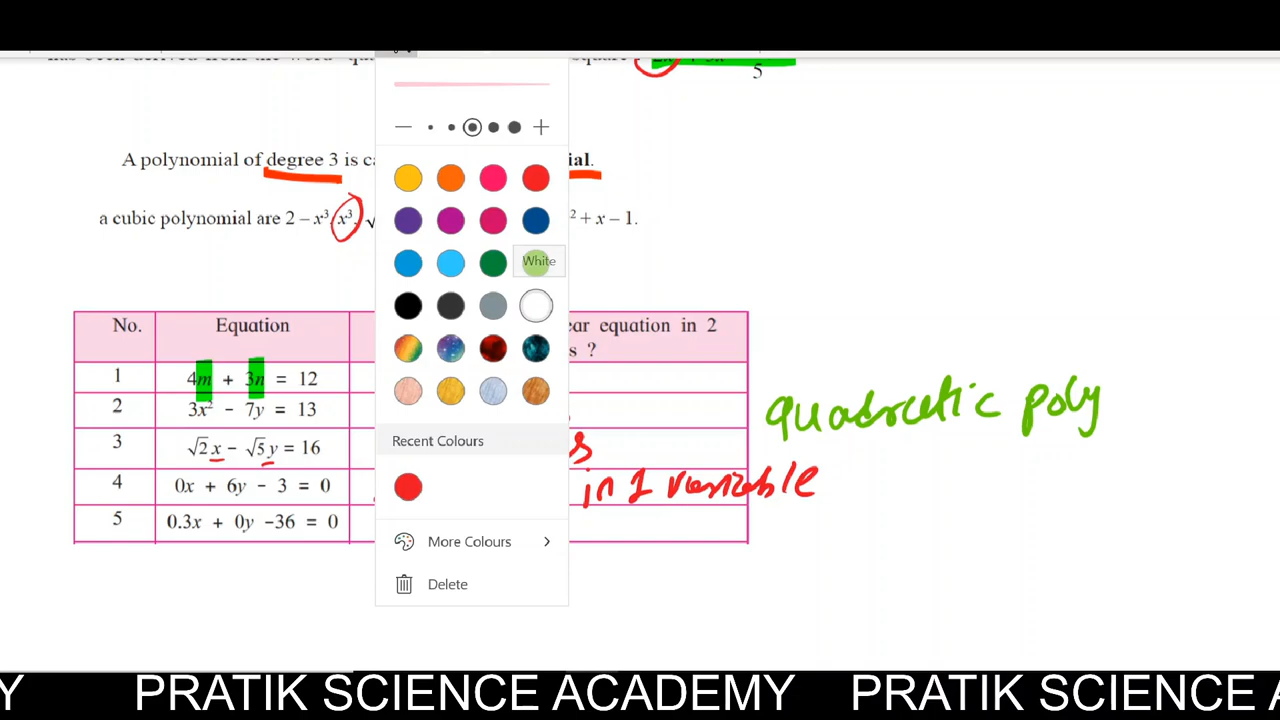 5
A polynomial of degree 3 is ial.
a cubic polynomial are 2 – x³, x³, √ ² + x – 1.
White
No. Equation ear equation in 2
s ?
1 4m + 3n = 12
2 3x² - 7y = 13
quadratic poly
3 √2x – √5y = 16
4 0x + 6y – 3 = 0 in 1 variable
5 0.3x + 0y –36 = 0
Recent Colours
More Colours
Delete
Y PRATIK SCIENCE ACADEMY PRATIK SCIENCE A